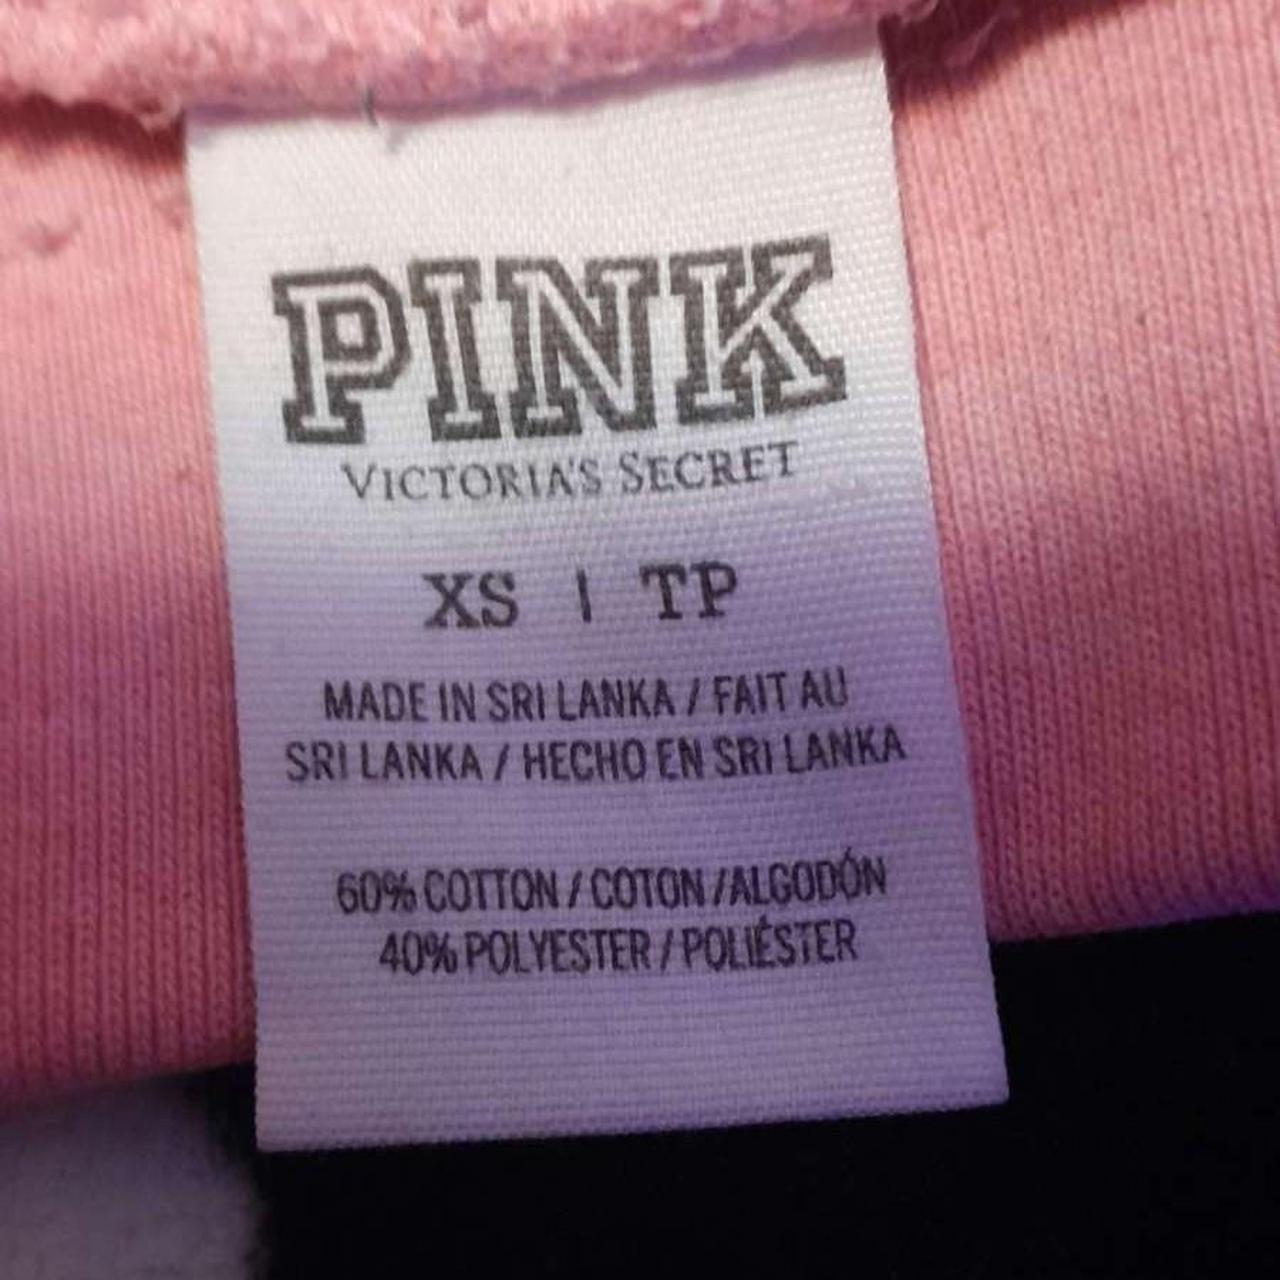 PINK
VICTORIA'S SECRET
XS | TP
MADE IN SRI LANKA / FAIT AU
SRI LANKA / HECHO EN SRI LANKA
60% COTTON / COTON / ALGODÓN
40% POLYESTER / POLIÉSTER